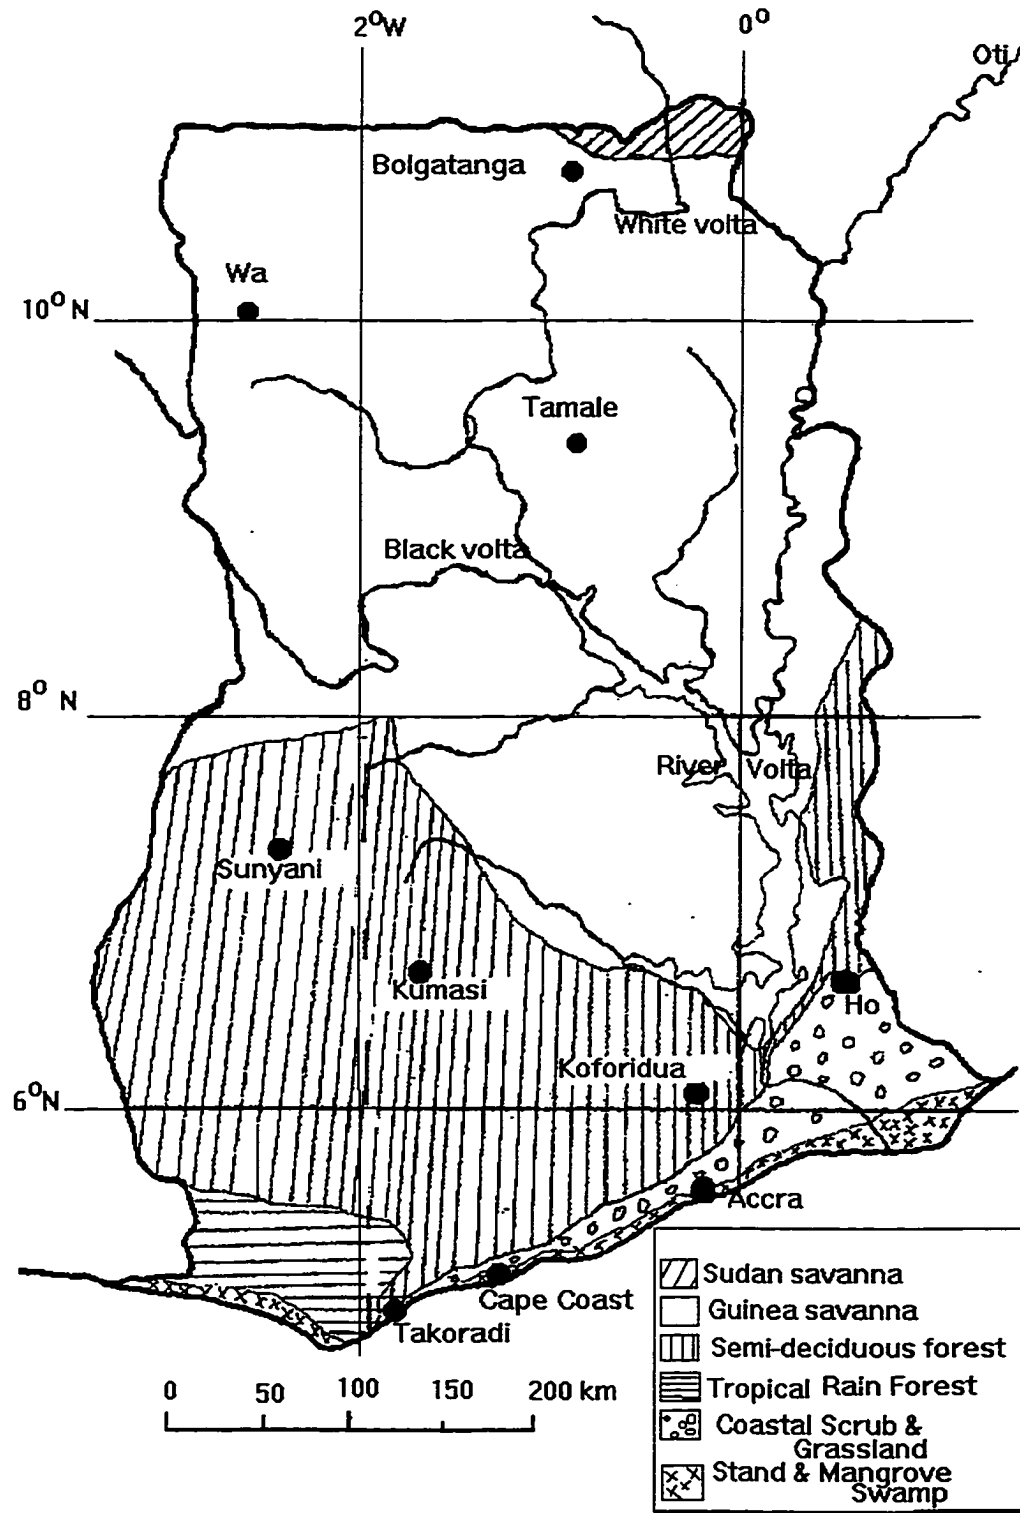 2°W
0°
Oti
Bolgatanga
White volta
Wa
10° N
Tamale
Black volta
8° N
River Volta
Sunyani
Kumasi
Ho
Koforidua
6°N
Accra
Cape Coast
Takoradi
0 50 100 150 200 km
Sudan savanna
Guinea savanna
Semi-deciduous forest
Tropical Rain Forest
Coastal Scrub &
Grassland
Stand & Mangrove
Swamp